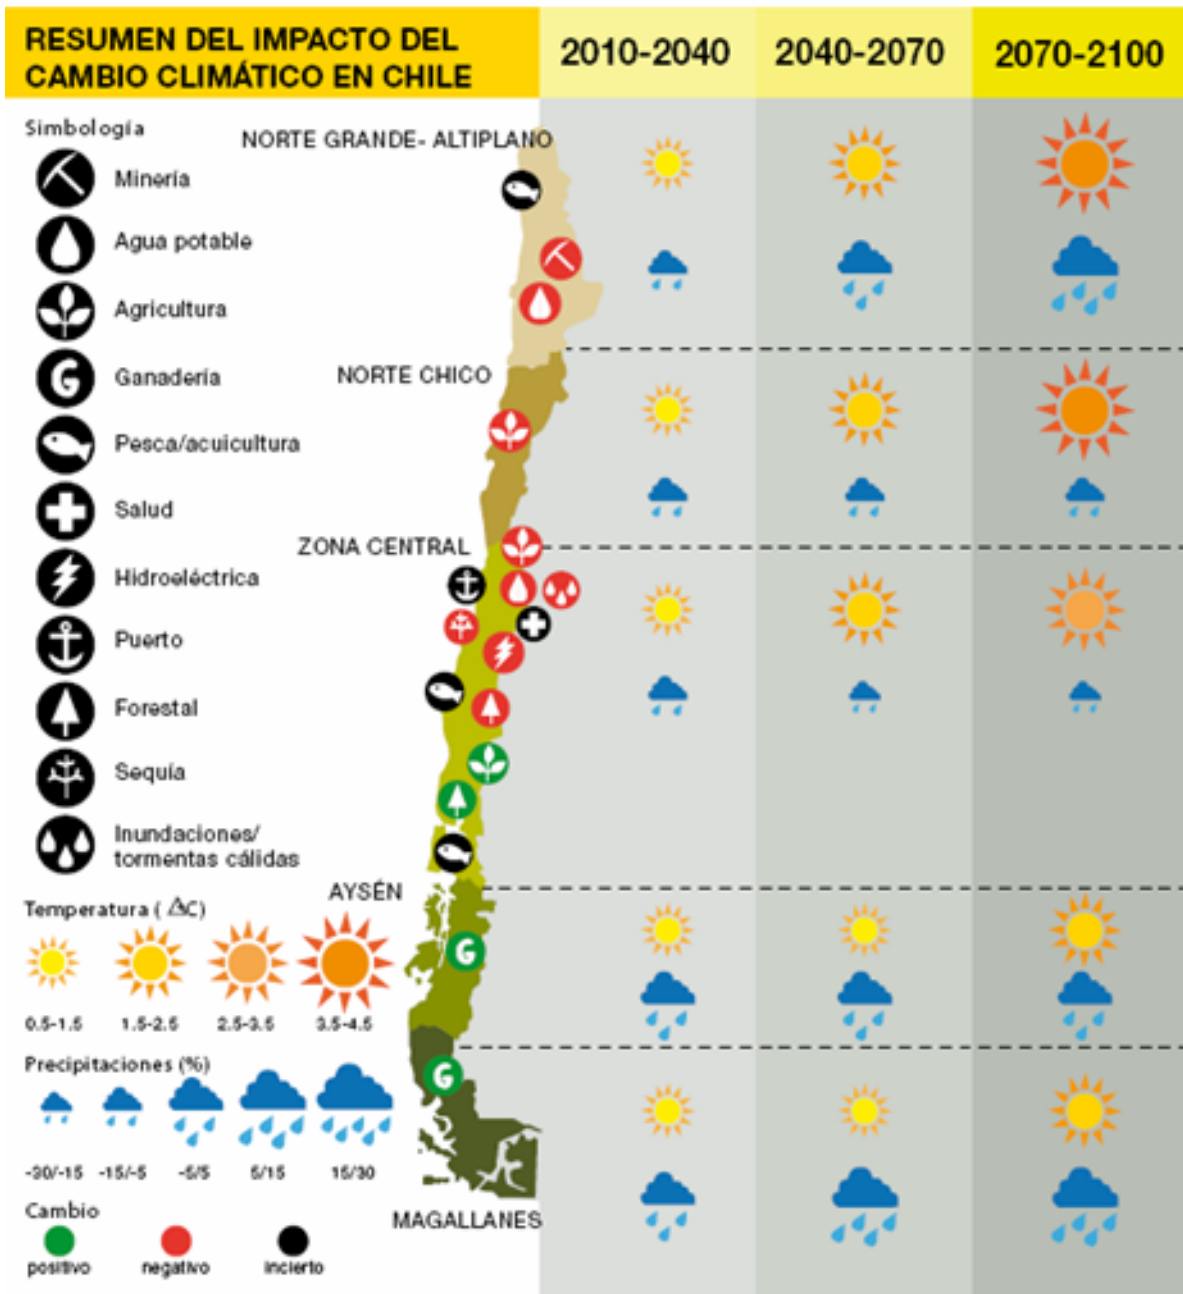 RESUMEN DEL IMPACTO DEL
CAMBIO CLIMÁTICO EN CHILE
2010-2040
2040-2070
2070-2100
Simbología
Minería
Agua potable
Agricultura
Ganadería
Pesca/acuicultura
Salud
Hidroeléctrica
Puerto
Forestal
Sequía
Inundaciones/
tormentas cálidas
NORTE GRANDE- ALTIPLANO
NORTE CHICO
ZONA CENTRAL
AYSÉN
MAGALLANES
G
G
G
Temperatura ( ΔC)
0.5-1.5 1.5-2.5 2.5-3.5 3.5-4.5
Precipitaciones (%)
-30/-15 -15/-5 -5/5 5/15 15/30
Cambio
positivo negativo incierto